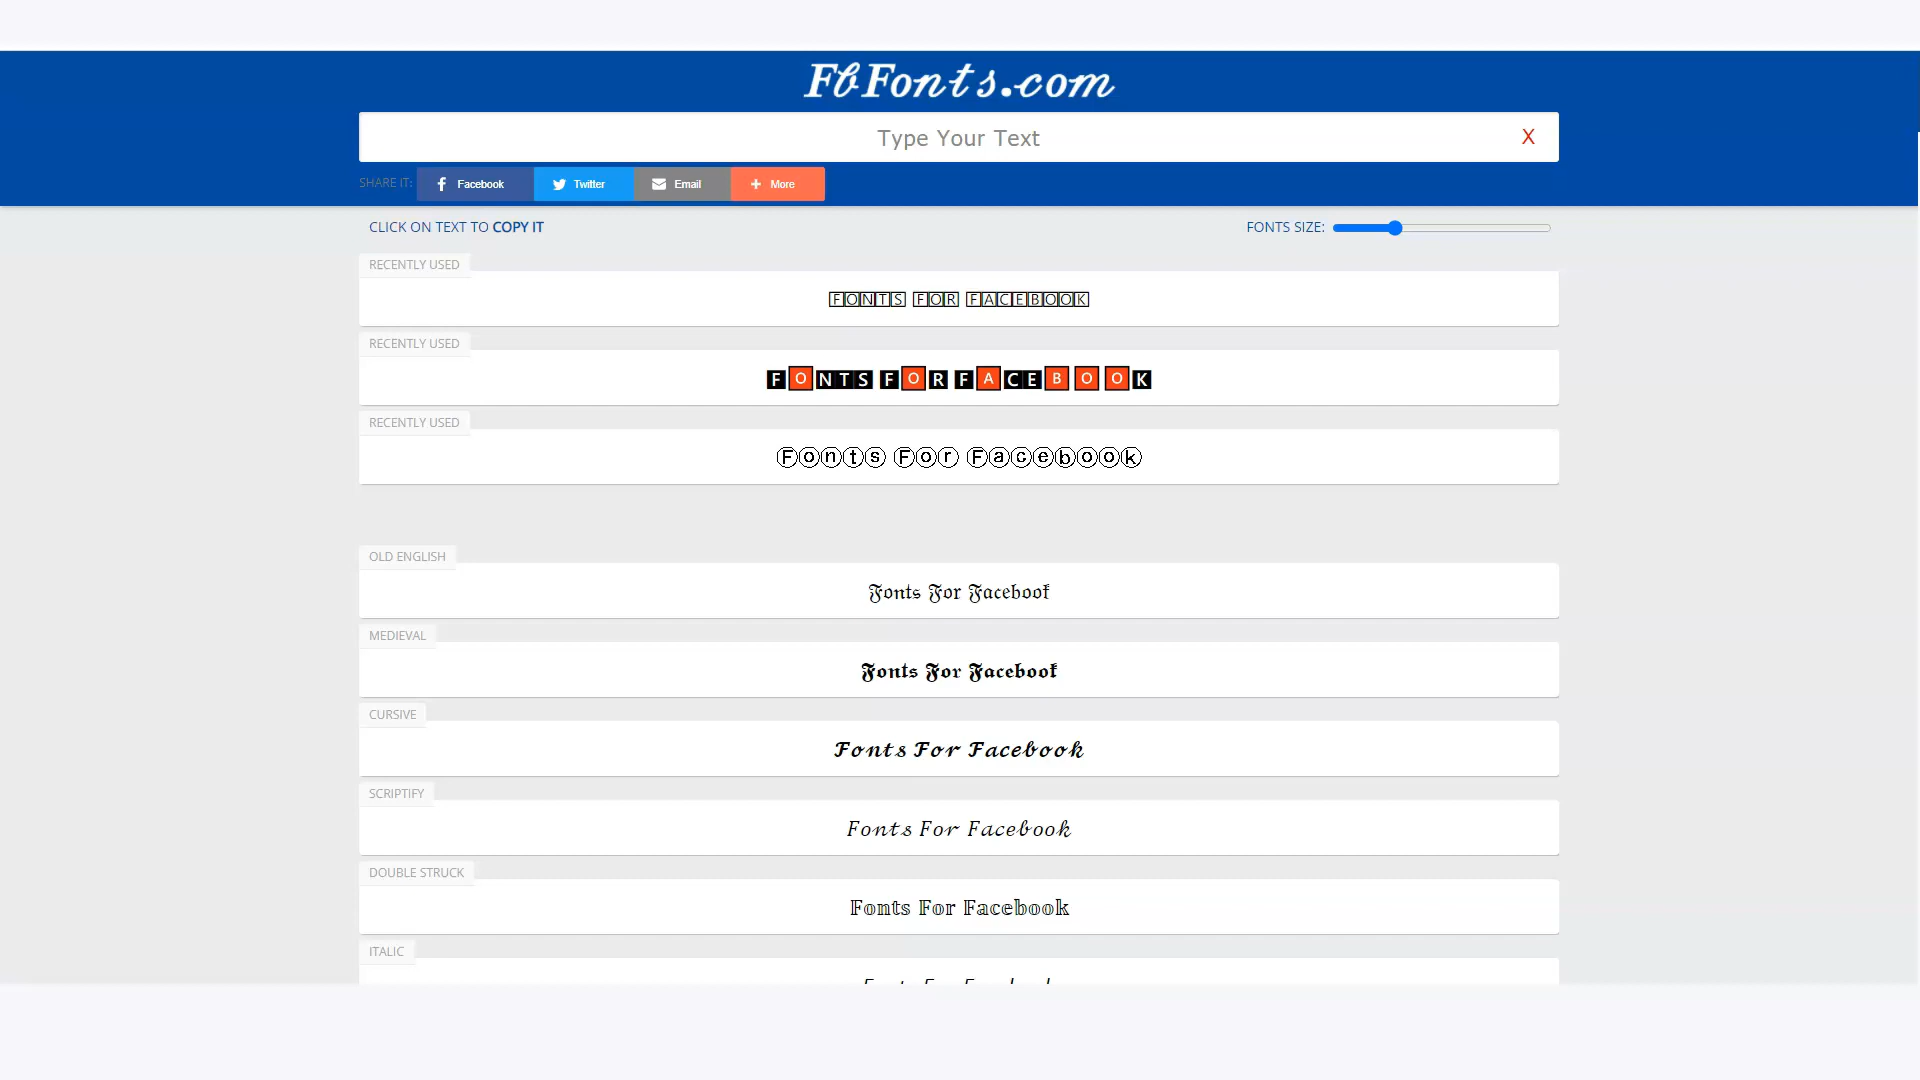 FbFonts.com
Type Your Text X
SHARE IT: Facebook Twitter Email More
CLICK ON TEXT TO COPY IT FONTS SIZE:
RECENTLY USED
FONTS FOR FACEBOOK
RECENTLY USED
FONTS FOR FACEBOOK
RECENTLY USED
Fonts For Facebook
OLD ENGLISH
Fonts For Facebook
MEDIEVAL
Fonts For Facebook
CURSIVE
Fonts For Facebook
SCRIPTIFY
Fonts For Facebook
DOUBLE STRUCK
Fonts For Facebook
ITALIC